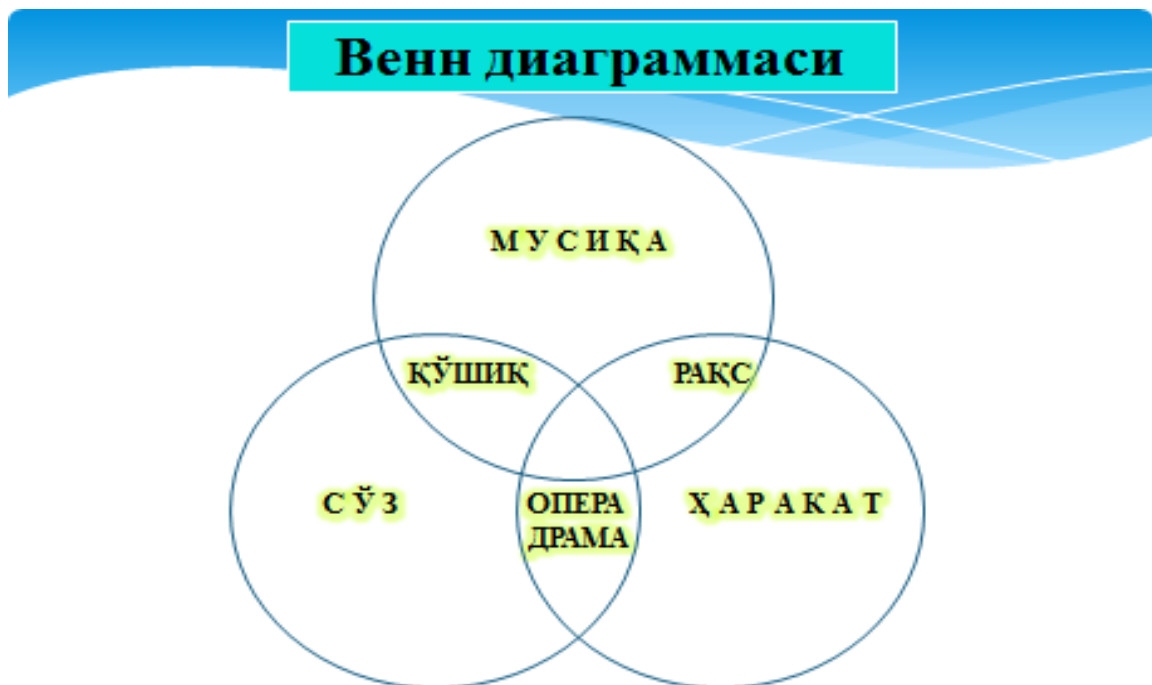 Венн диаграммаси
М У С И Қ А
ҚЎШИҚ РАҚС
С Ў З ОПЕРА Ҳ А Р А К А Т
ДРАМА